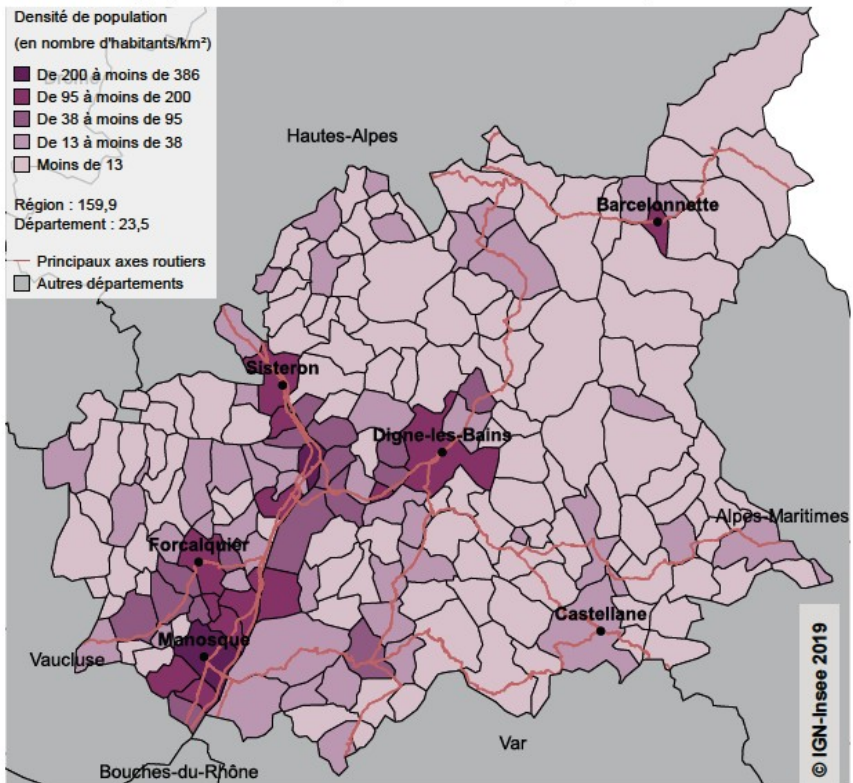 Densité de population
(en nombre d'habitants/km²)
De 200 à moins de 386
De 95 à moins de 200
De 38 à moins de 95
De 13 à moins de 38
Moins de 13
Région : 159,9
Département : 23,5
Principaux axes routiers
Autres départements
Drôme
Hautes-Alpes
Barcelonnette
Sisteron
Digne-les-Bains
Alpes-Maritimes
Forcalquier
Castellane
Manosque
Vaucluse
Var
Bouches-du-Rhône
© IGN-Insee 2019